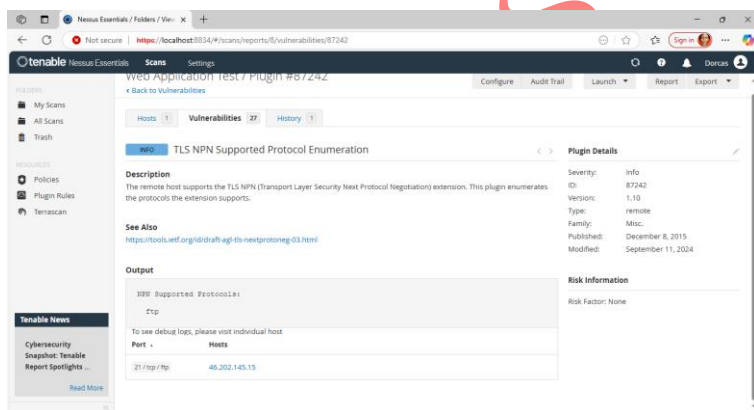 Nessus Essentials / Folders / View
Not secure
https://localhost:8834/#/scans/reports/8/vulnerabilities/87242
Sign in
tenable Nessus Essentials
Scans
Settings
Dorcas
Web Application Test / Plugin #87242
< Back to Vulnerabilities
Configure
Audit Trail
Launch
Report
Export
FOLDERS
My Scans
All Scans
Trash
RESOURCES
Policies
Plugin Rules
Terrascan
Hosts 1
Vulnerabilities 27
History 1
INFO
TLS NPN Supported Protocol Enumeration
Description
The remote host supports the TLS NPN (Transport Layer Security Next Protocol Negotiation) extension. This plugin enumerates
the protocols the extension supports.
See Also
https://tools.ietf.org/id/draft-agl-tls-nextprotoneg-03.html
Output
NPN Supported Protocols:
ftp
To see debug logs, please visit individual host
Port
Hosts
21 / tcp / ftp
46.202.145.15
Plugin Details
Severity: Info
ID: 87242
Version: 1.10
Type: remote
Family: Misc.
Published: December 8, 2015
Modified: September 11, 2024
Risk Information
Risk Factor: None
Tenable News
Cybersecurity
Snapshot: Tenable
Report Spotlights ...
Read More